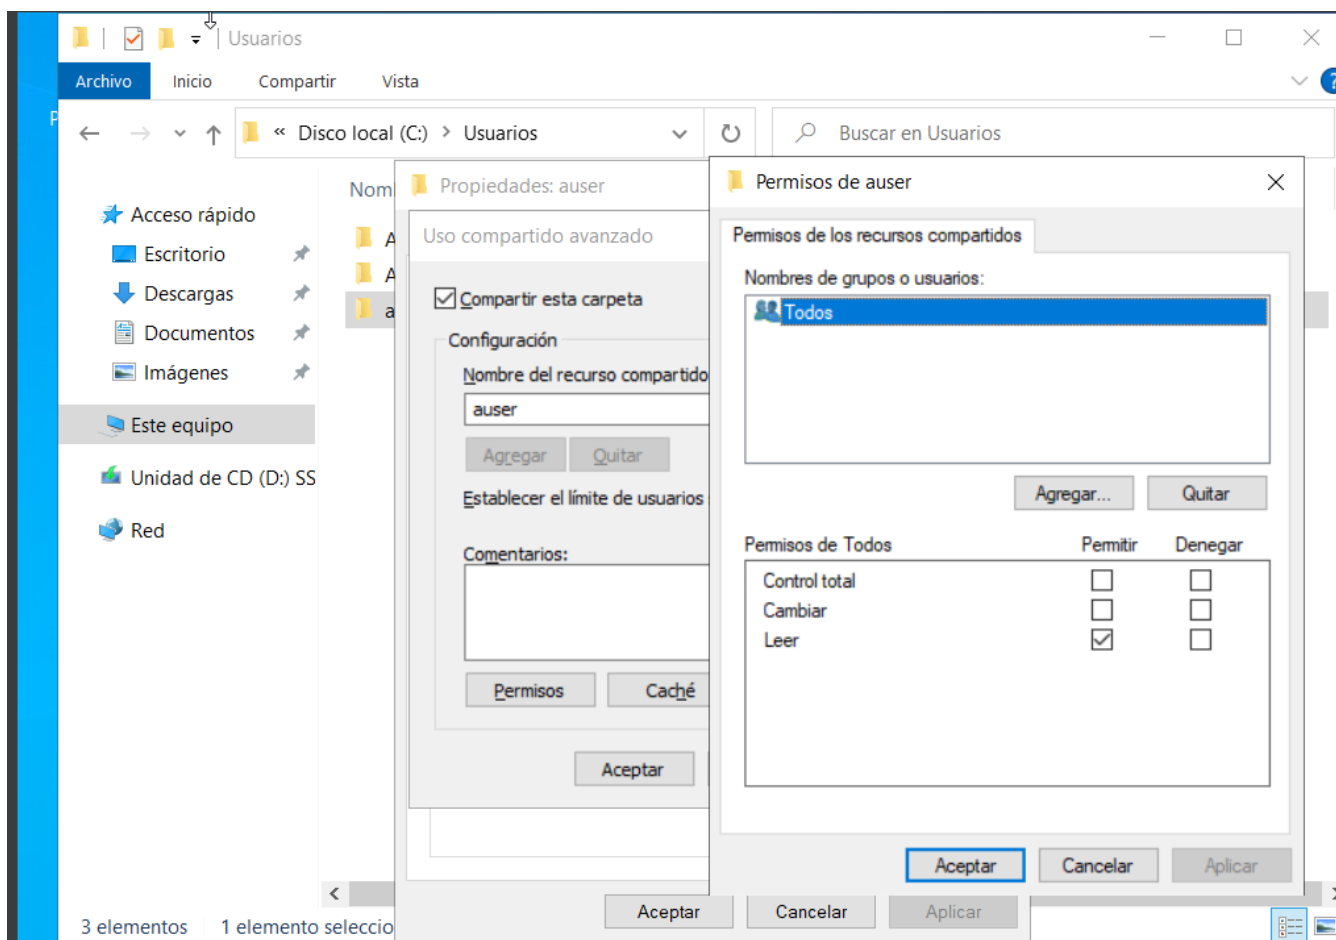 Usuarios
Archivo Inicio Compartir Vista
« Disco local (C:) > Usuarios
Buscar en Usuarios
Acceso rápido
Escritorio
Descargas
Documentos
Imágenes
Este equipo
Unidad de CD (D:) SS
Red
3 elementos 1 elemento seleccio
Nom
A
A
a
Propiedades: auser
Uso compartido avanzado
Compartir esta carpeta
Configuración
Nombre del recurso compartido
auser
Agregar Quitar
Establecer el límite de usuarios
Comentarios:
Permisos Caché
Aceptar
Aceptar Cancelar Aplicar
Permisos de auser
Permisos de los recursos compartidos
Nombres de grupos o usuarios:
Todos
Agregar... Quitar
Permisos de Todos Permitir Denegar
Control total
Cambiar
Leer
Aceptar Cancelar Aplicar